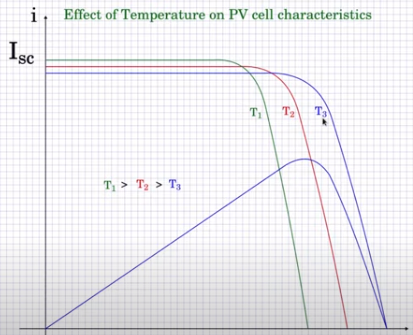 i
Effect of Temperature on PV cell characteristics
Isc
T1 T2 T3
T1 > T2 > T3